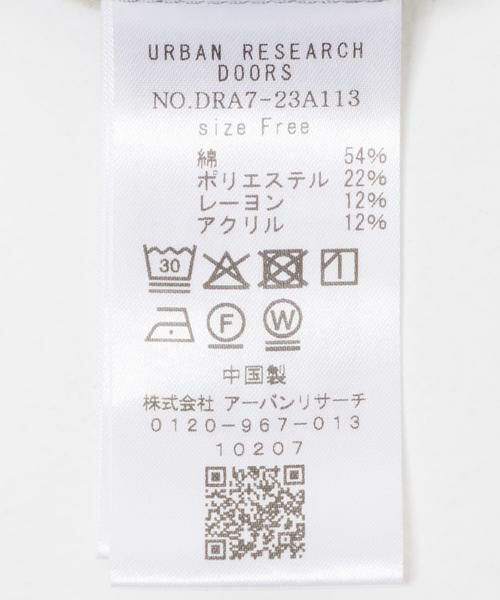 URBAN RESEARCH
DOORS
NO.DRA7-23A113
size Free
綿 54%
ポリエステル 22%
レーヨン 12%
アクリル 12%
30
F W
中国製
株式会社 アーバンリサーチ
0120-967-013
10207